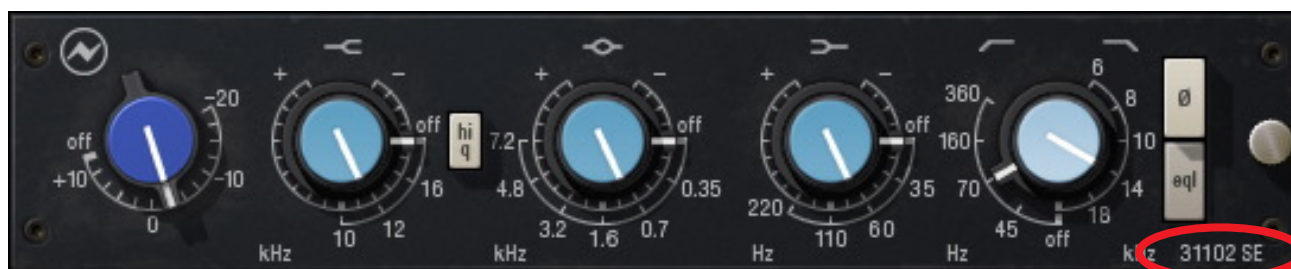 6
-20 + - + - + - 360 8 Ø
off off hi q 7.2 off off 160 10
+10 -10 16 4.8 0.35 35 70 14 eql
0 10 12 3.2 1.6 0.7 220 110 60 45 off 18
kHz kHz Hz Hz kHz 31102 SE